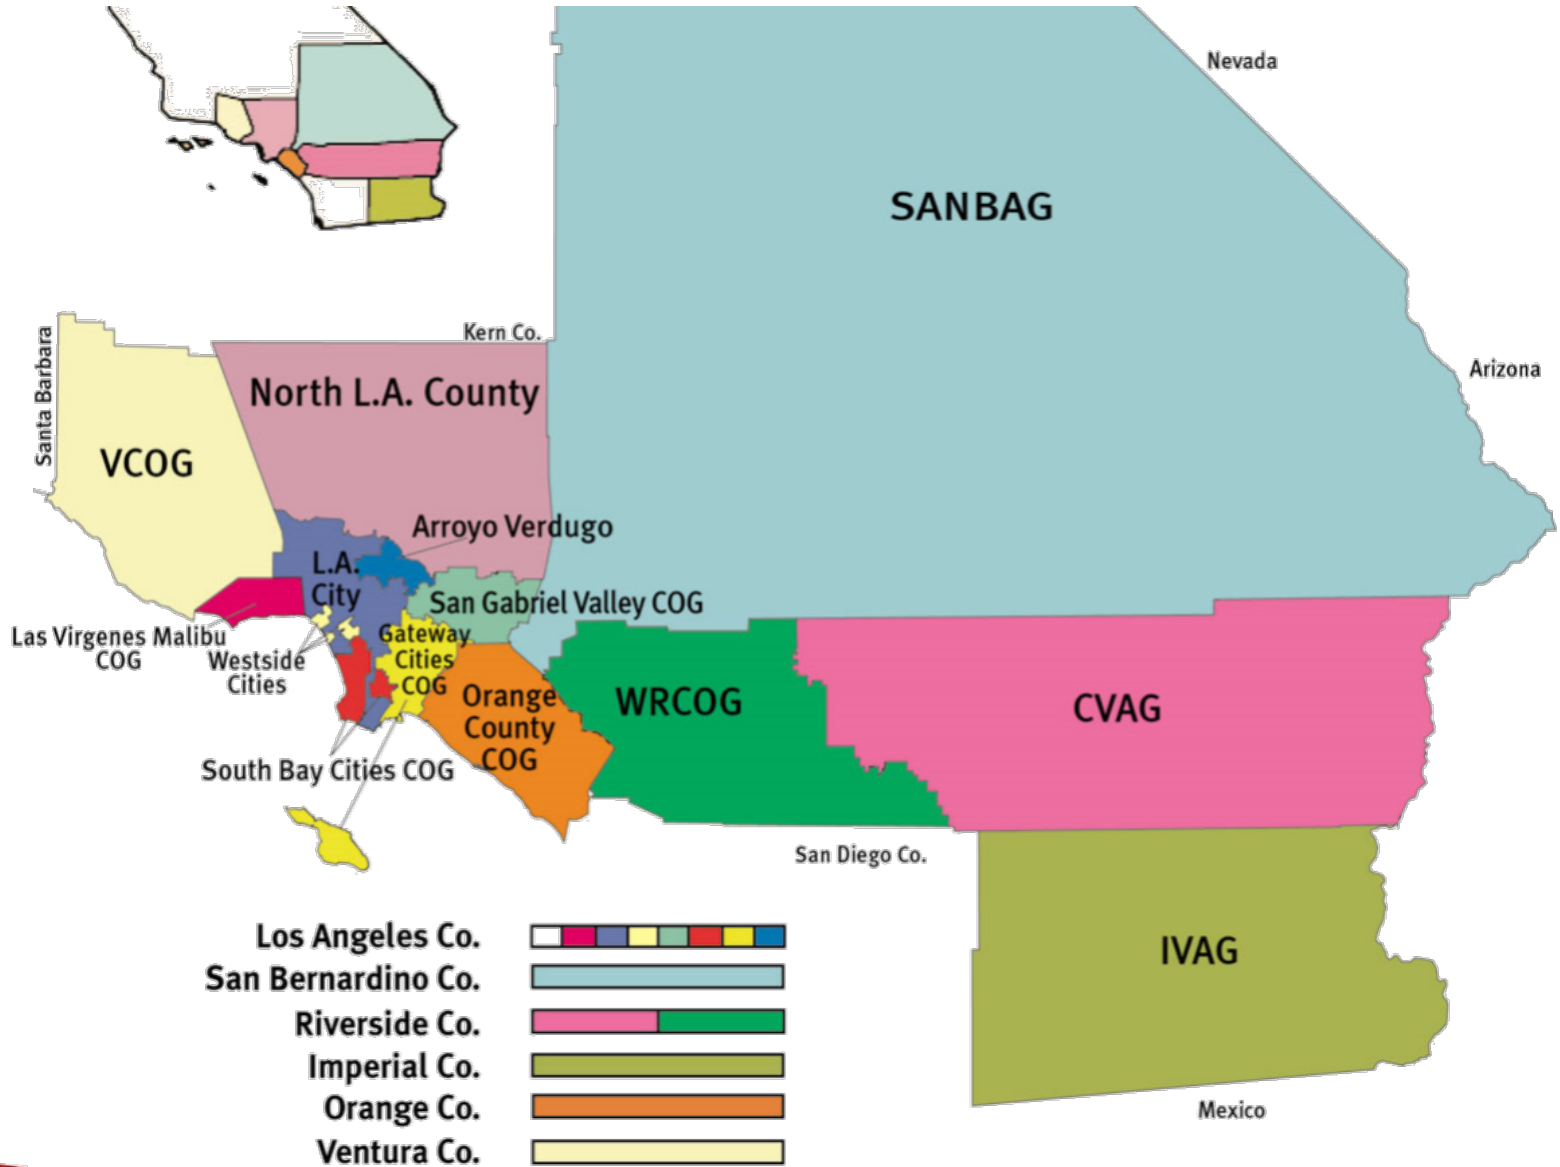 Nevada
SANBAG
Kern Co.
Santa Barbara
Arizona
North L.A. County
VCOG
Arroyo Verdugo
L.A.
City
San Gabriel Valley COG
Las Virgenes Malibu
COG
Westside
Cities
Gateway
Cities
COG
Orange
County
COG
WRCOG
CVAG
South Bay Cities COG
San Diego Co.
IVAG
Mexico
Los Angeles Co.
San Bernardino Co.
Riverside Co.
Imperial Co.
Orange Co.
Ventura Co.